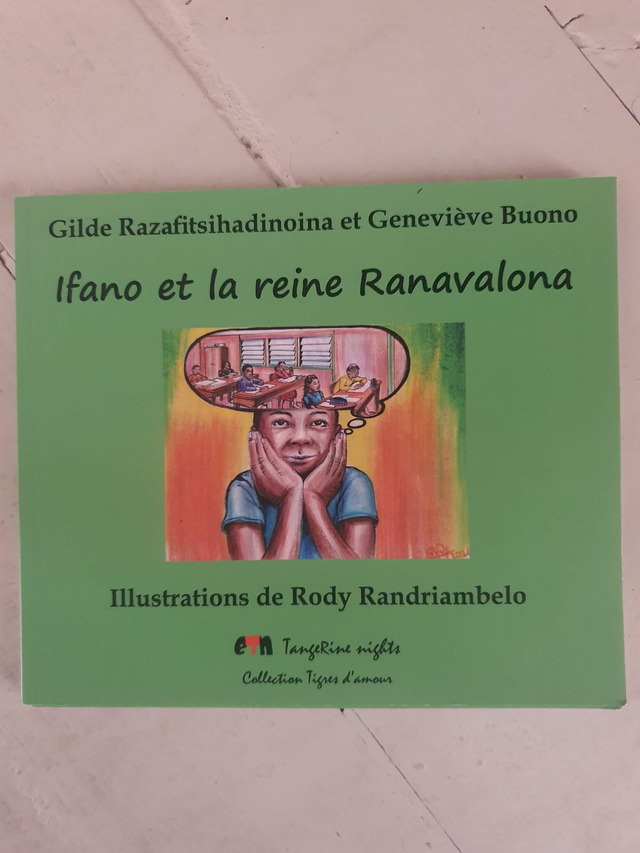 Gilde Razafitsihadinoina et Geneviève Buono
Ifano et la reine Ranavalona
Illustrations de Rody Randriambelo
eTn TangeRine nights
Collection Tigres d'amour